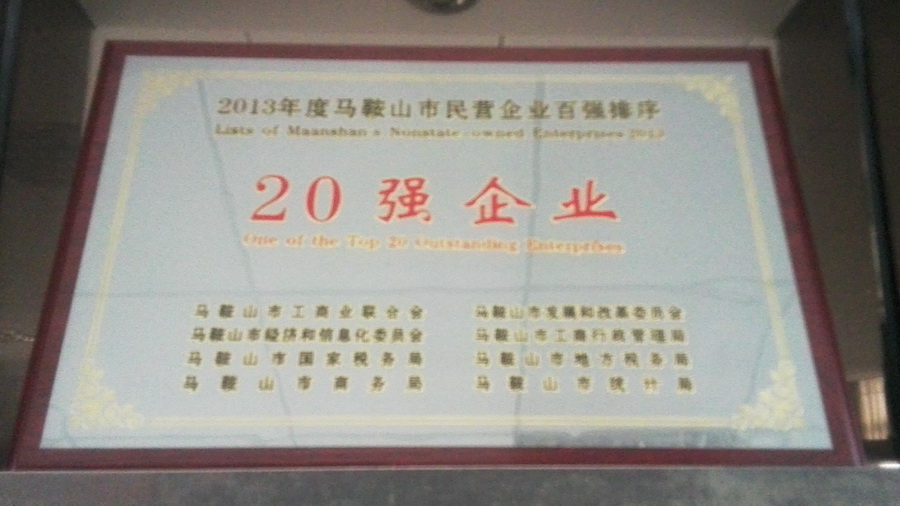 2013年度马鞍山市民营企业百强排序
Lists of Maanshan's Nonstate-owned Enterprises 2013
20 强企业
One of the Top 20 Outstanding Enterprises
马鞍山市工商业联合会 马鞍山市发展和改革委员会
马鞍山市经济和信息化委员会 马鞍山市工商行政管理局
马鞍山市国家税务局 马鞍山市地方税务局
马鞍山市商务局 马鞍山市统计局